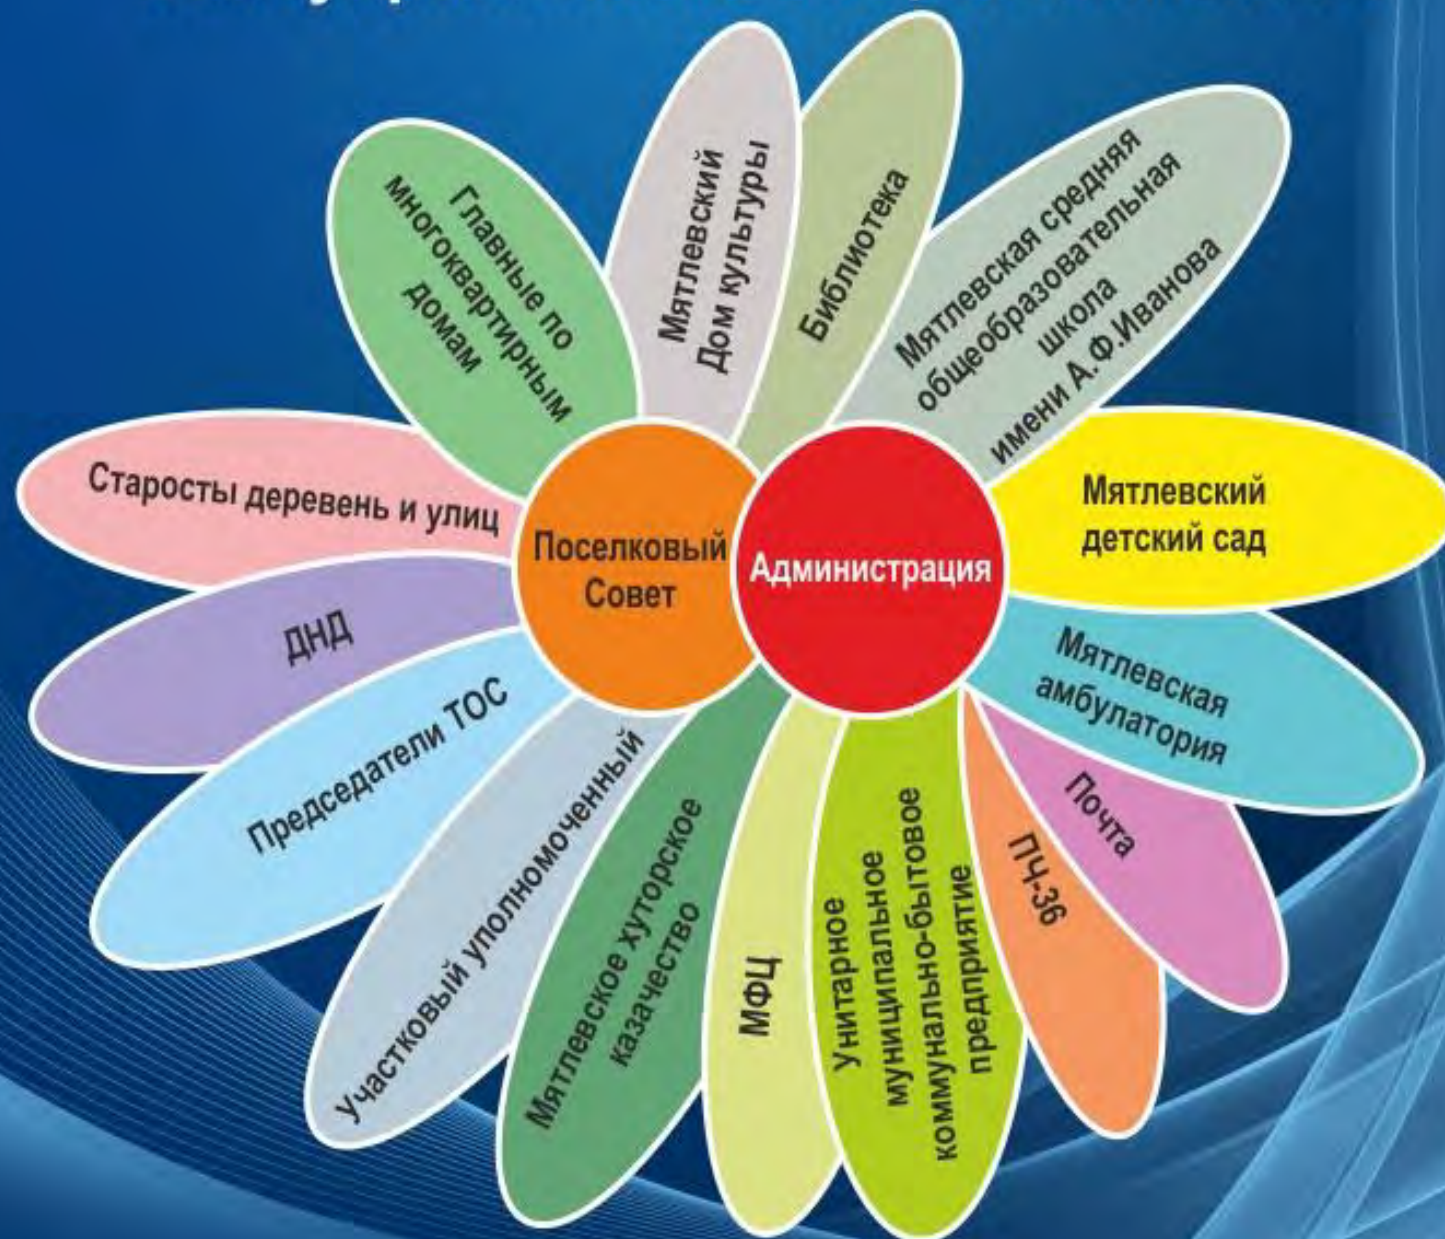 Главные по
многоквартирным
домам
Мятлевский
Дом культуры
Библиотека
Мятлевская средняя
общеобразовательная
школа
имени А.Ф.Иванова
Старосты деревень и улиц
Поселковый
Совет
Администрация
Мятлевский
детский сад
ДНД
Мятлевская
амбулатория
Председатели ТОС
Почта
Участковый уполномоченный
ПЧ-36
Мятлевское хуторское
казачество
МФЦ
Унитарное
муниципальное
коммунально-бытовое
предприятие